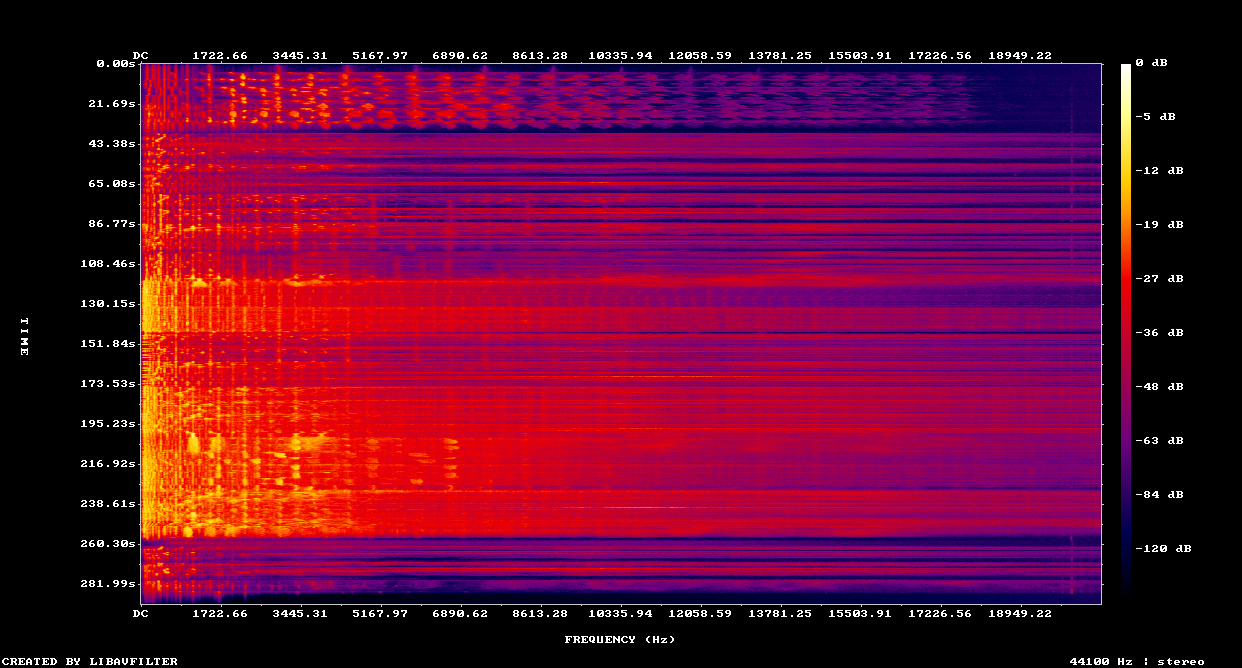 DC 1722.66 3445.31 5167.97 6890.62 8613.28 10335.94 12058.59 13781.25 15503.91 17226.56 18949.22
0.00s
21.69s
43.38s
65.08s
86.77s
108.46s
130.15s
151.84s
173.53s
195.23s
216.92s
238.61s
260.30s
281.99s
TIME
0 dB
-5 dB
-12 dB
-19 dB
-27 dB
-36 dB
-48 dB
-63 dB
-84 dB
-120 dB
DC 1722.66 3445.31 5167.97 6890.62 8613.28 10335.94 12058.59 13781.25 15503.91 17226.56 18949.22
FREQUENCY (Hz)
CREATED BY LIBAVFILTER
44100 Hz | stereo